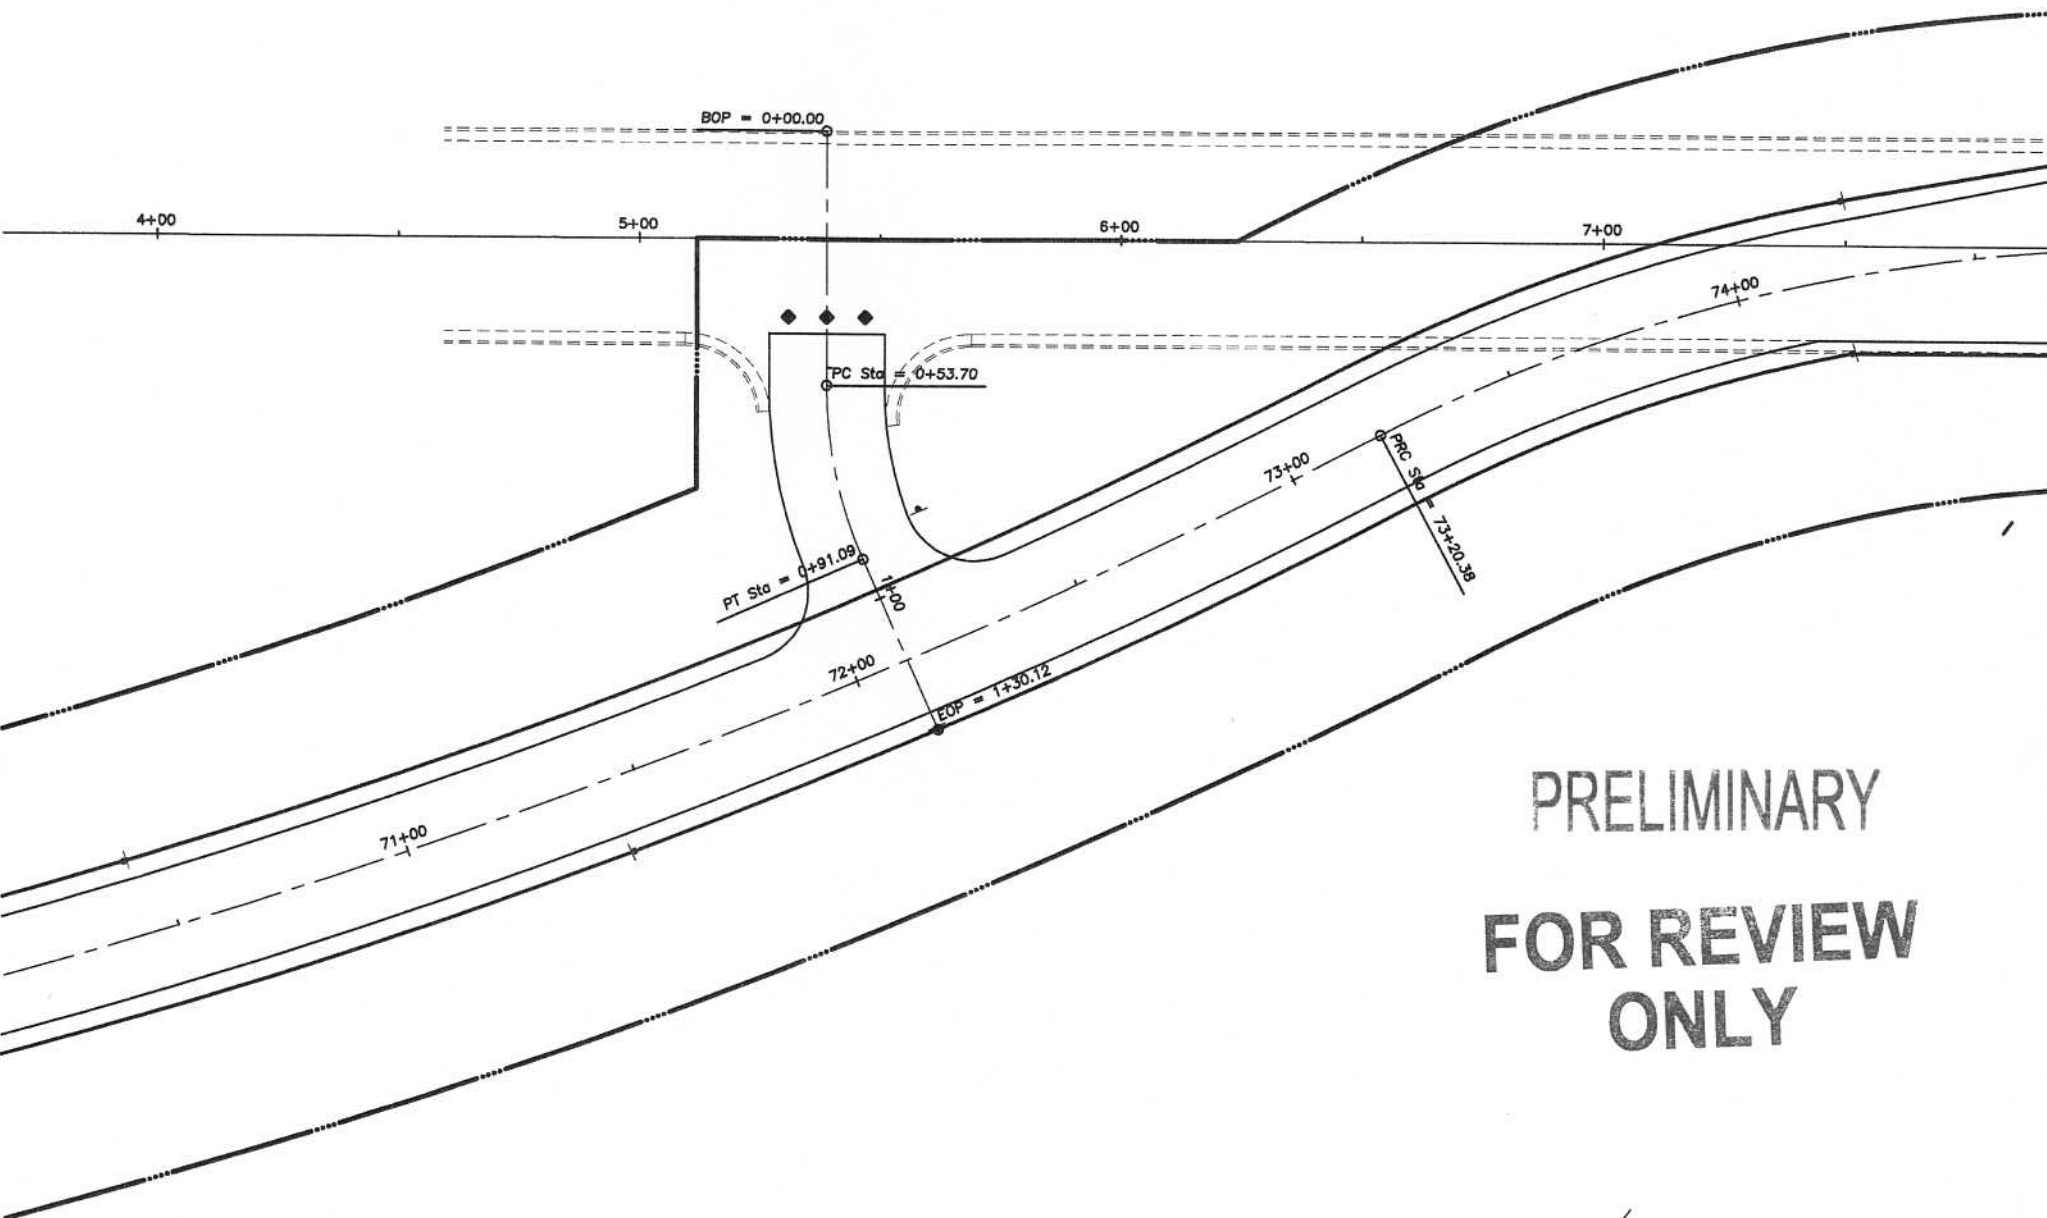 BOP = 0+00.00
4+00
5+00
6+00
7+00
74+00
PC Sta = 0+53.70
73+00
PRC Sta = 73+20.38
PT Sta = 0+91.09
1+00
72+00
EOP = 1+30.12
71+00
PRELIMINARY
FOR REVIEW
ONLY